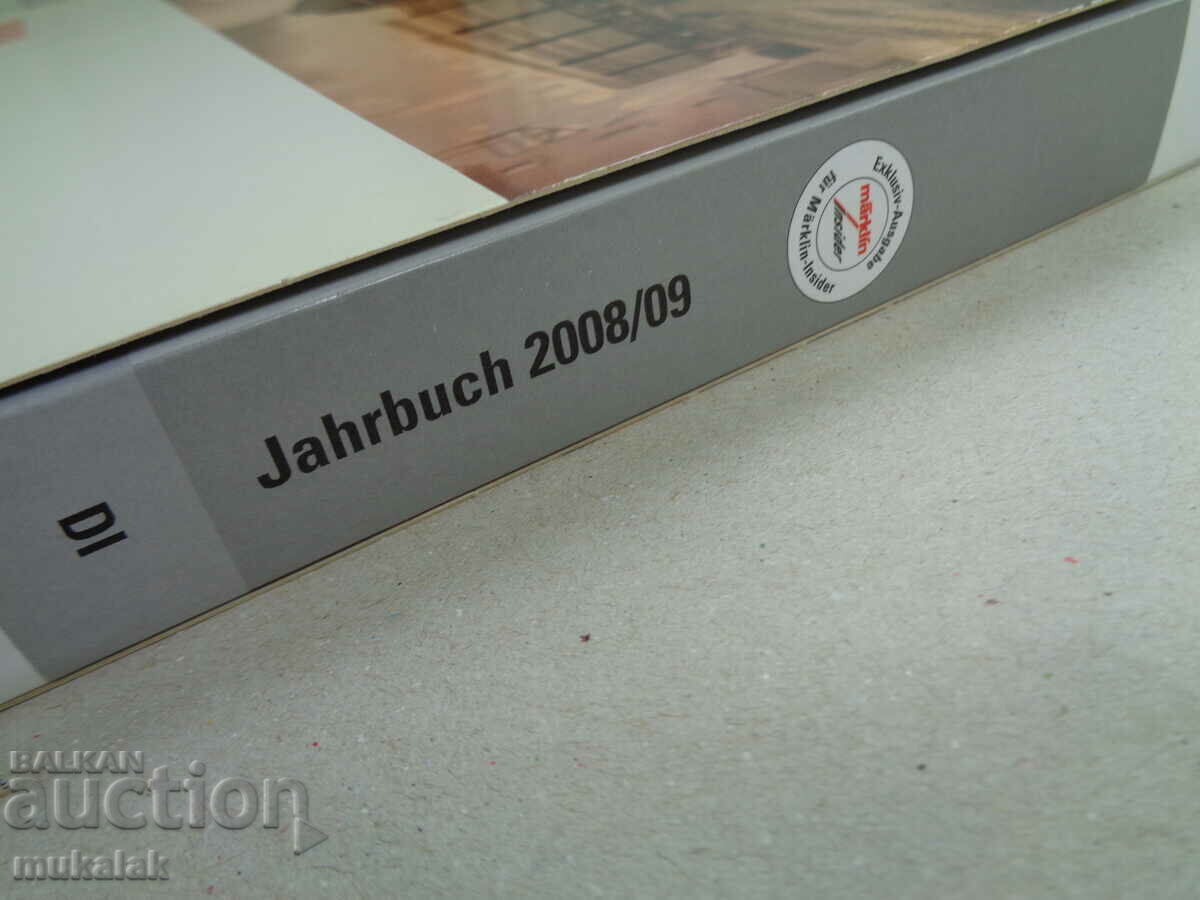 DI
Jahrbuch 2008/09
Exklusiv-Ausgabe
märklin
Insider
für Märklin-Insider
BALKAN
auction
mukalak